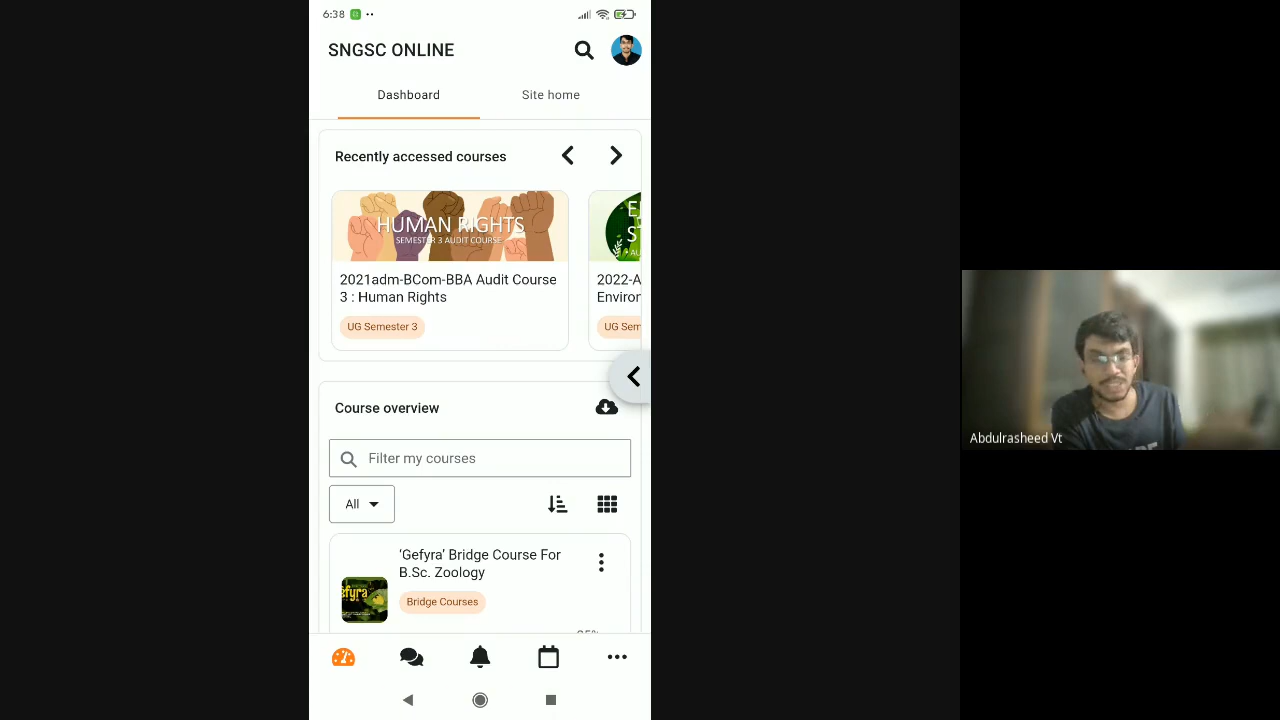 6:38
SNGSC ONLINE
Dashboard
Site home
Recently accessed courses
HUMAN RIGHTS
SEMESTER 3 AUDIT COURSE
2021adm-BCom-BBA Audit Course
3 : Human Rights
UG Semester 3
2022-A
UG Sem
Course overview
Filter my courses
All
‘Gefyra’ Bridge Course For
B.Sc. Zoology
Bridge Courses
Abdulrasheed Vt